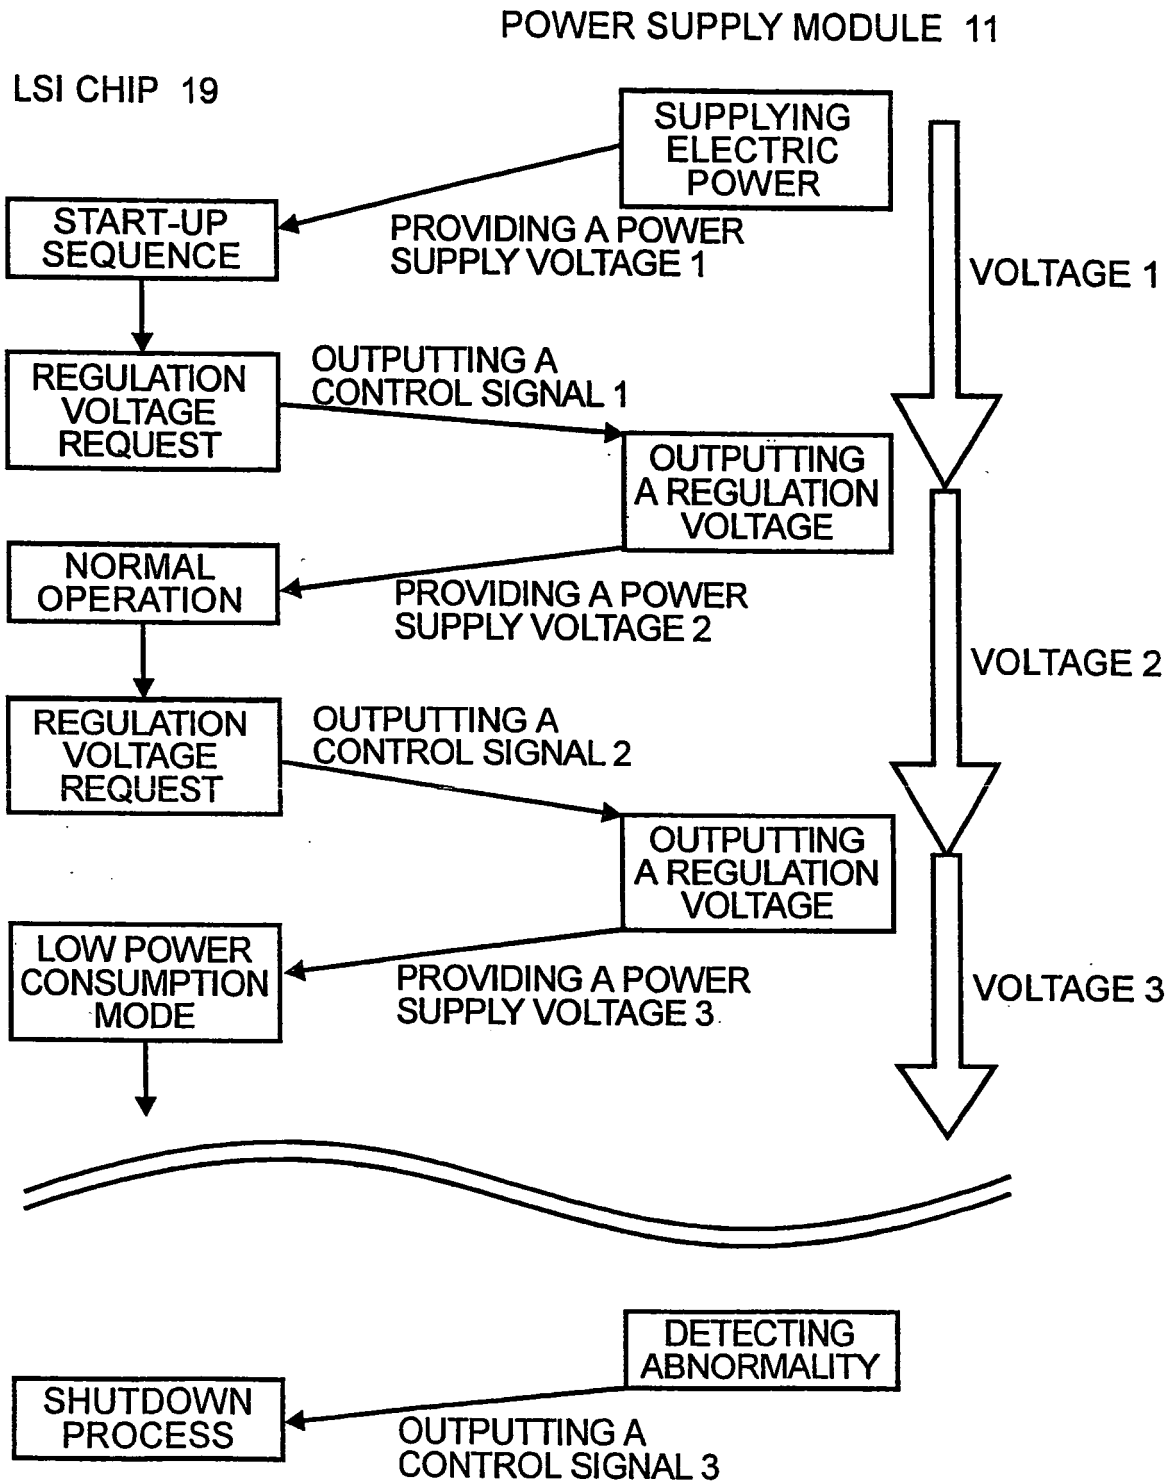 POWER SUPPLY MODULE 11
LSI CHIP 19
SUPPLYING
ELECTRIC
POWER
START-UP
SEQUENCE
PROVIDING A POWER
SUPPLY VOLTAGE 1
VOLTAGE 1
REGULATION
VOLTAGE
REQUEST
OUTPUTTING A
CONTROL SIGNAL 1
OUTPUTTING
A REGULATION
VOLTAGE
NORMAL
OPERATION
PROVIDING A POWER
SUPPLY VOLTAGE 2
VOLTAGE 2
REGULATION
VOLTAGE
REQUEST
OUTPUTTING A
CONTROL SIGNAL 2
OUTPUTTING
A REGULATION
VOLTAGE
LOW POWER
CONSUMPTION
MODE
PROVIDING A POWER
SUPPLY VOLTAGE 3
VOLTAGE 3
DETECTING
ABNORMALITY
SHUTDOWN
PROCESS
OUTPUTTING A
CONTROL SIGNAL 3